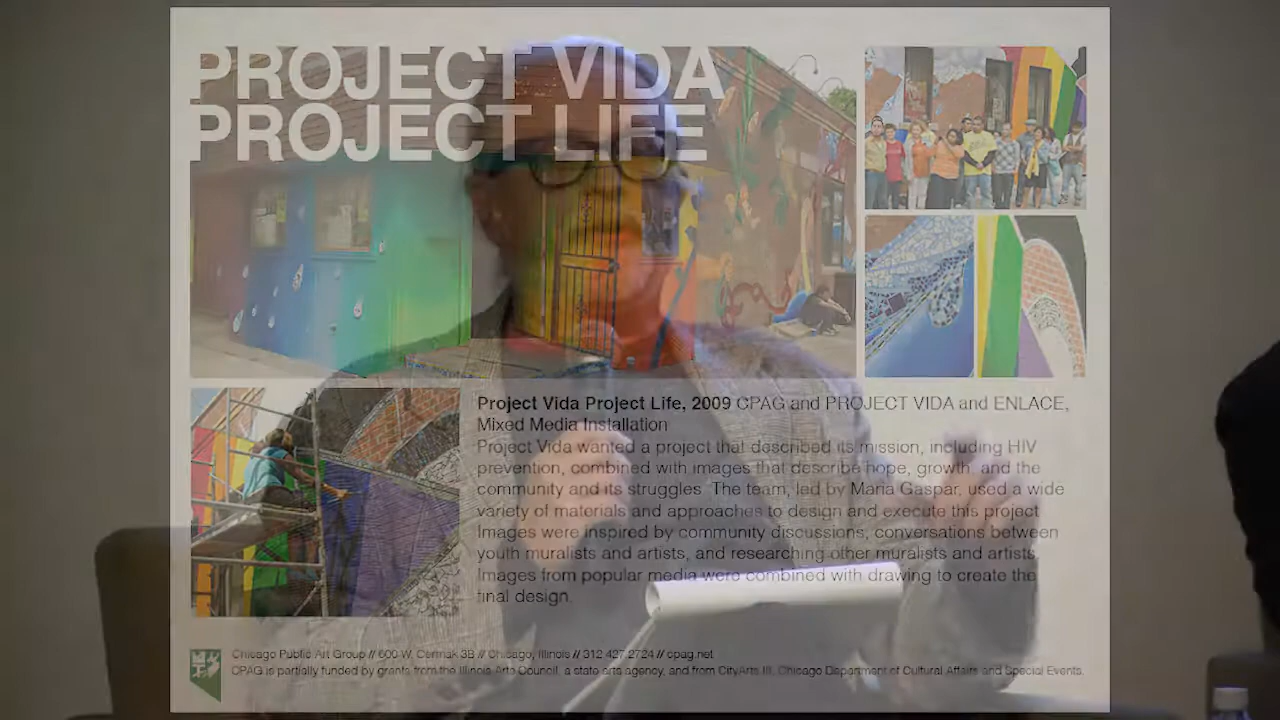 PROJECT VIDA
PROJECT LIFE
Project Vida Project Life, 2009 CPAG and PROJECT VIDA and ENLACE,
Mixed Media Installation
Project Vida wanted a project that described its mission, including HIV
prevention, combined with images that describe hope, growth, and the
community and its struggles. The team, led by Maria Gaspar, used a wide
variety of materials and approaches to design and execute this project.
Images were inspired by community discussions, conversations between
youth muralists and artists, and researching other muralists and artists.
Images from popular media were combined with drawing to create the
final design.
Chicago Public Art Group // 600 W. Cermak 3B // Chicago, Illinois // 312.427.2724 // cpag.net
CPAG is partially funded by grants from the Illinois Arts Council, a state arts agency, and from CityArts III, Chicago Department of Cultural Affairs and Special Events.